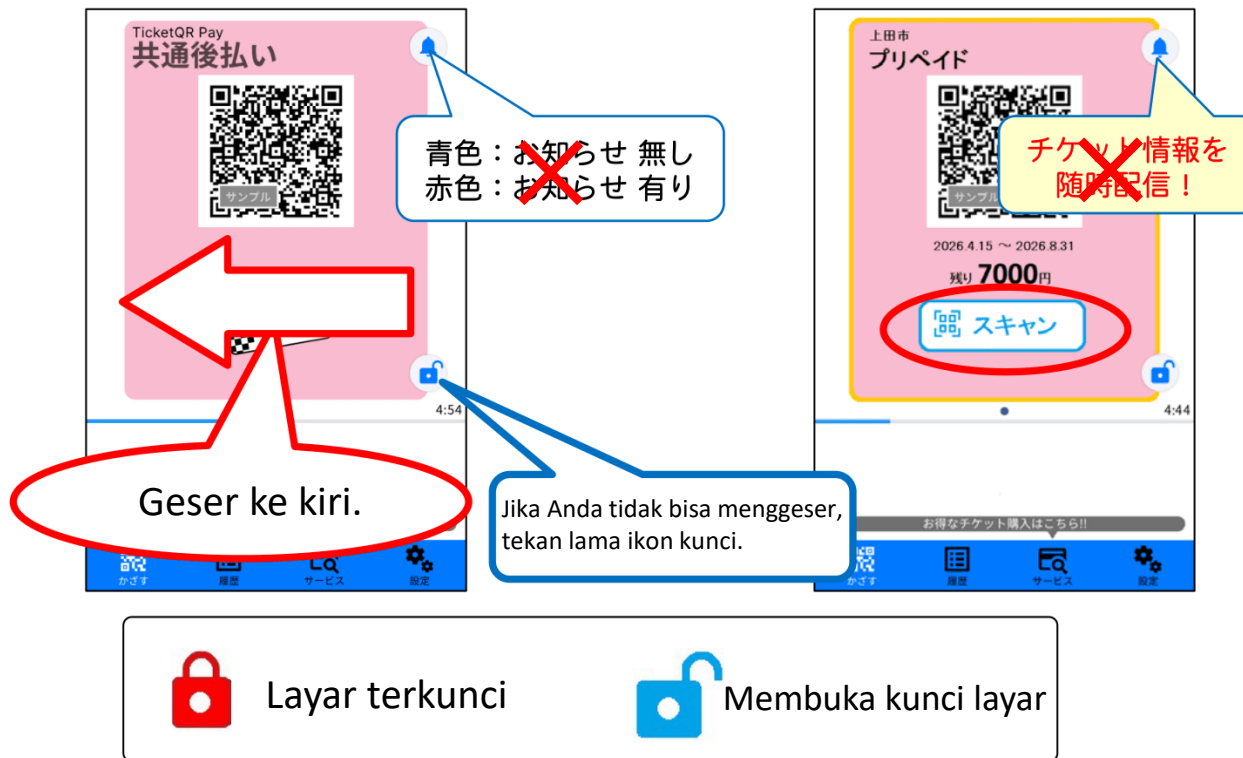 TicketQR Pay
共通後払い
サンプル
青色：お知らせ 無し
赤色：お知らせ 有り
4:54
Geser ke kiri.
Jika Anda tidak bisa menggeser,
tekan lama ikon kunci.
かざす
履歴
サービス
設定
上田市
プリペイド
サンプル
チケット情報を
随時配信！
2026.4.15 ～ 2026.8.31
残り 7000円
スキャン
4:44
お得なチケット購入はこちら!!
かざす
履歴
サービス
設定
Layar terkunci
Membuka kunci layar